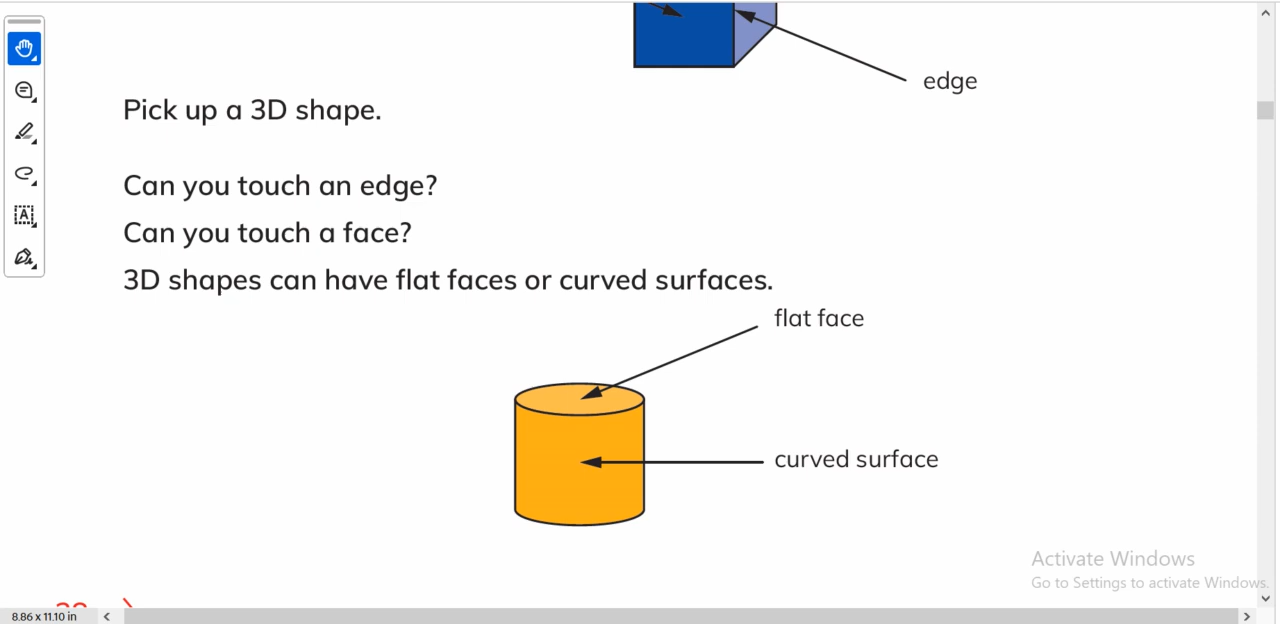 edge
Pick up a 3D shape.
Can you touch an edge?
Can you touch a face?
3D shapes can have flat faces or curved surfaces.
flat face
curved surface
Activate Windows
Go to Settings to activate Windows.
8.86 x 11.10 in